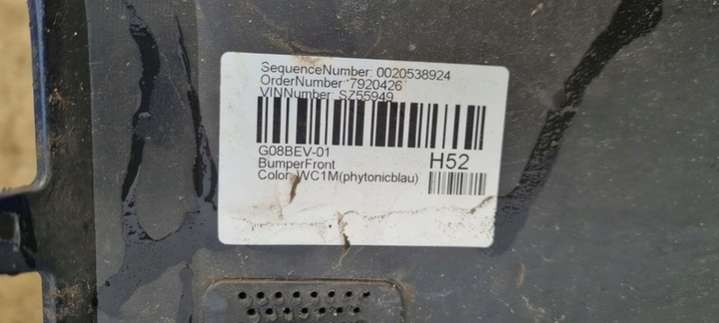 SequenceNumber: 0020538924
OrderNumber: 7920426
VINNumber: SZ55949
G08BEV-01
BumperFront
H52
Color: WC1M(phytonicblau)